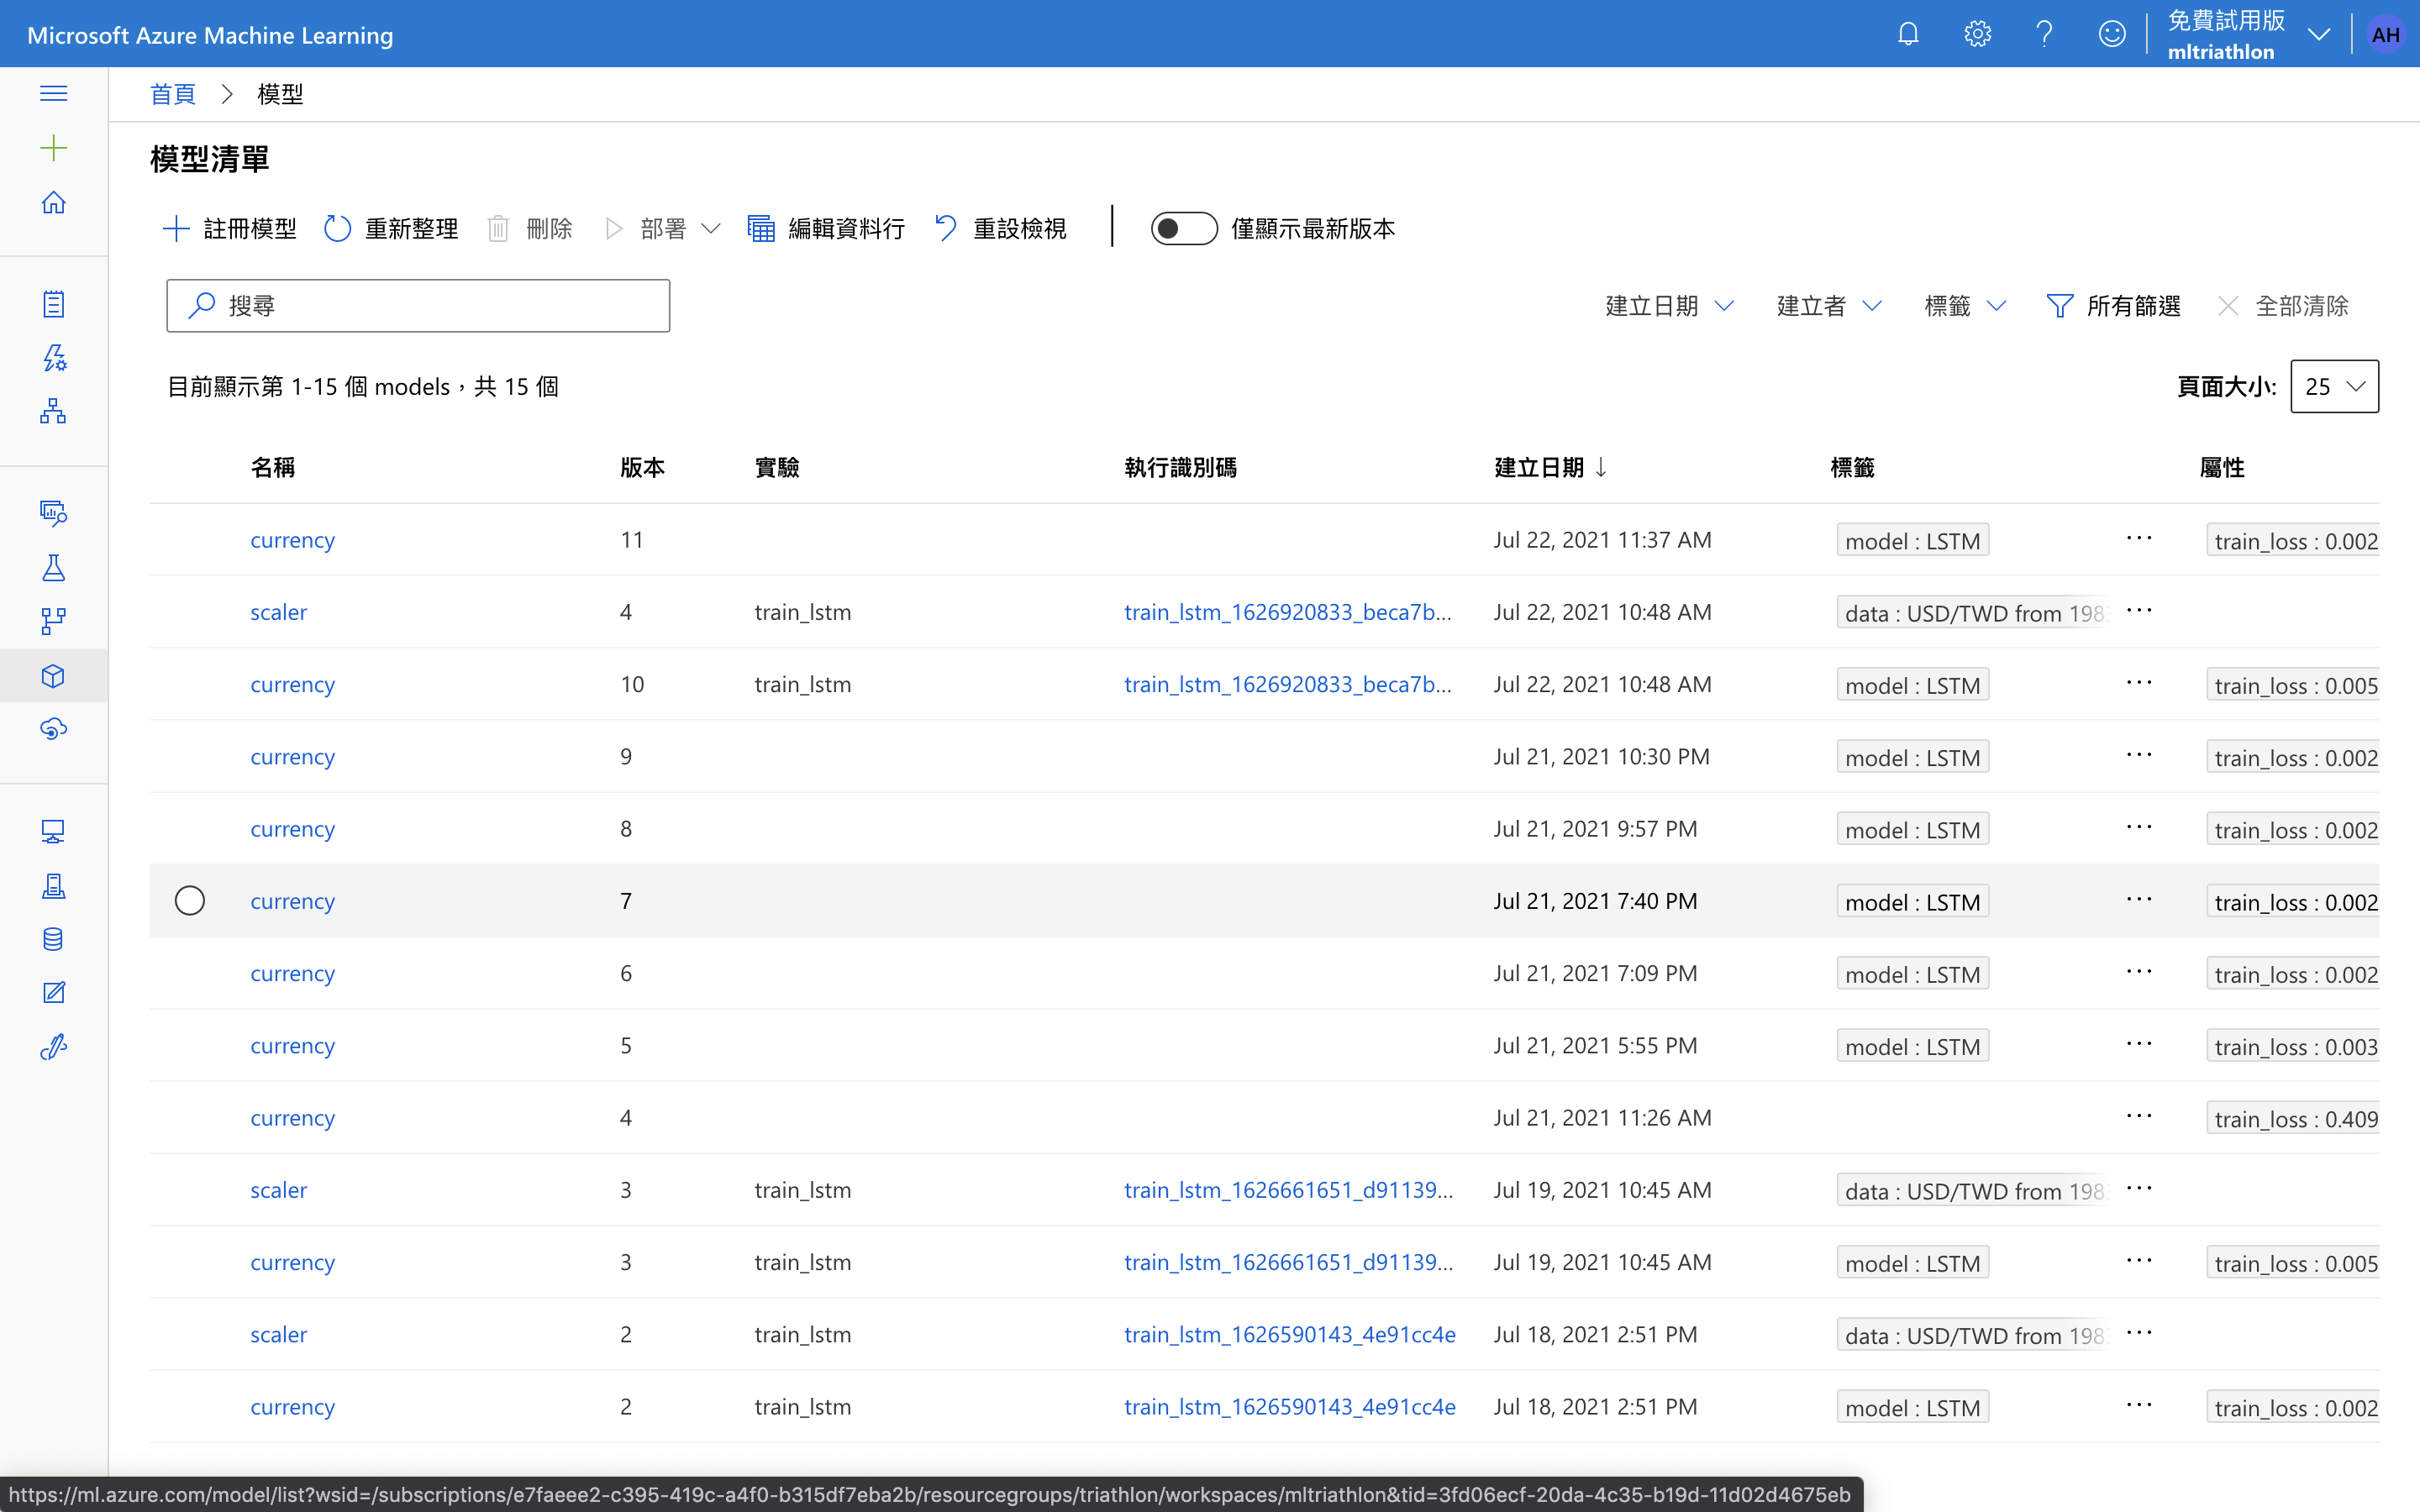 Microsoft Azure Machine Learning
免費試用版
mltriathlon
AH
首頁 > 模型
模型清單
註冊模型 重新整理 刪除 部署 編輯資料行 重設檢視 僅顯示最新版本
搜尋 建立日期 建立者 標籤 所有篩選 全部清除
目前顯示第 1-15 個 models，共 15 個 頁面大小: 25
名稱 版本 實驗 執行識別碼 建立日期 ↓ 標籤 屬性
currency 11 Jul 22, 2021 11:37 AM model : LSTM ··· train_loss : 0.002
scaler 4 train_lstm train_lstm_1626920833_beca7b... Jul 22, 2021 10:48 AM data : USD/TWD from 198 ···
currency 10 train_lstm train_lstm_1626920833_beca7b... Jul 22, 2021 10:48 AM model : LSTM ··· train_loss : 0.005
currency 9 Jul 21, 2021 10:30 PM model : LSTM ··· train_loss : 0.002
currency 8 Jul 21, 2021 9:57 PM model : LSTM ··· train_loss : 0.002
currency 7 Jul 21, 2021 7:40 PM model : LSTM ··· train_loss : 0.002
currency 6 Jul 21, 2021 7:09 PM model : LSTM ··· train_loss : 0.002
currency 5 Jul 21, 2021 5:55 PM model : LSTM ··· train_loss : 0.003
currency 4 Jul 21, 2021 11:26 AM ··· train_loss : 0.409
scaler 3 train_lstm train_lstm_1626661651_d91139... Jul 19, 2021 10:45 AM data : USD/TWD from 198 ···
currency 3 train_lstm train_lstm_1626661651_d91139... Jul 19, 2021 10:45 AM model : LSTM ··· train_loss : 0.005
scaler 2 train_lstm train_lstm_1626590143_4e91cc4e Jul 18, 2021 2:51 PM data : USD/TWD from 198 ···
currency 2 train_lstm train_lstm_1626590143_4e91cc4e Jul 18, 2021 2:51 PM model : LSTM ··· train_loss : 0.002
https://ml.azure.com/model/list?wsid=/subscriptions/e7faeee2-c395-419c-a4f0-b315df7eba2b/resourcegroups/triathlon/workspaces/mltriathlon&tid=3fd06ecf-20da-4c35-b19d-11d02d4675eb